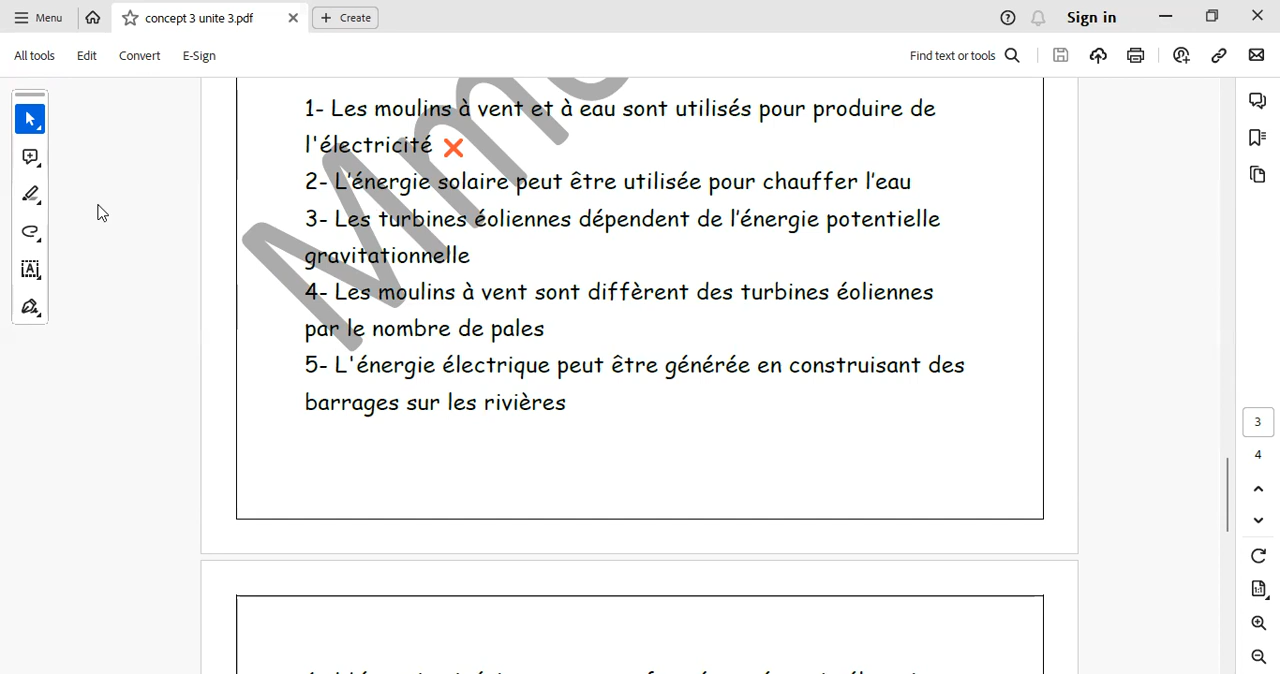 Menu
concept 3 unite 3.pdf
Create
Sign in
All tools
Edit
Convert
E-Sign
Find text or tools
1- Les moulins à vent et à eau sont utilisés pour produire de
l'électricité
2- L'énergie solaire peut être utilisée pour chauffer l'eau
3- Les turbines éoliennes dépendent de l'énergie potentielle
gravitationnelle
4- Les moulins à vent sont diffèrent des turbines éoliennes
par le nombre de pales
5- L'énergie électrique peut être générée en construisant des
barrages sur les rivières
3
4